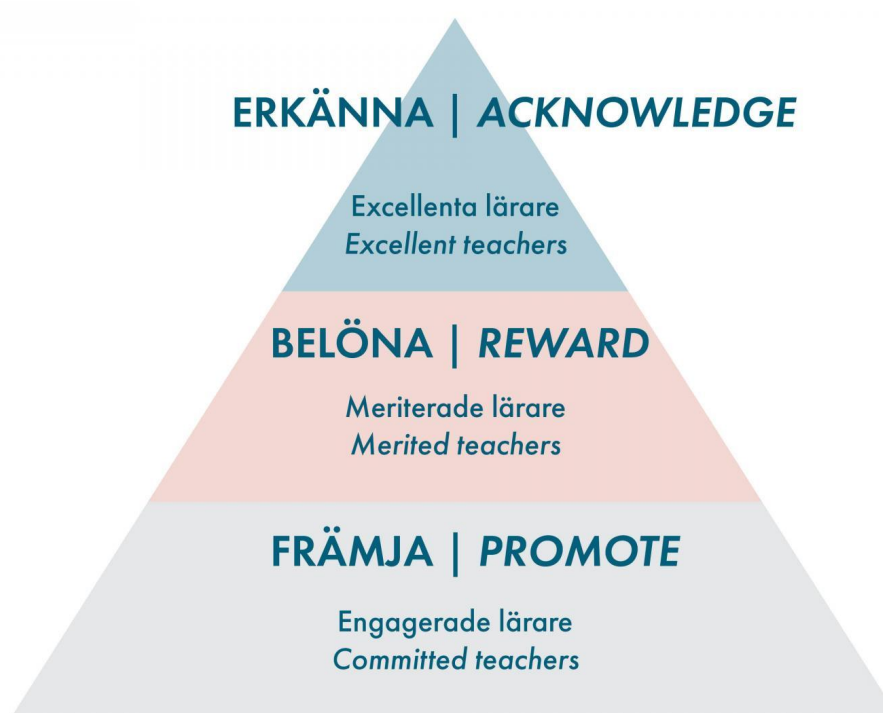 ERKÄNNA | ACKNOWLEDGE
Excellenta lärare
Excellent teachers
BELÖNA | REWARD
Meriterade lärare
Merited teachers
FRÄMJA | PROMOTE
Engagerade lärare
Committed teachers